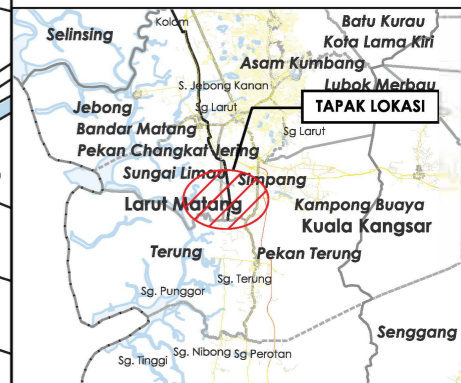 Selinsing
Kolam
Batu Kurau
Kota Lama Kiri
Asam Kumbang
S. Jebong Kanan
Lubok Merbau
Jebong
Sg Larut
TAPAK LOKASI
Bandar Matang
Sg Larut
Pekan Changkat Jering
Sungai Limau
Simpang
Larut Matang
Kampong Buaya
Kuala Kangsar
Terung
Pekan Terung
Sg. Terung
Sg. Punggor
Senggang
Sg. Nibong
Sg Perotan
Sg. Tinggi